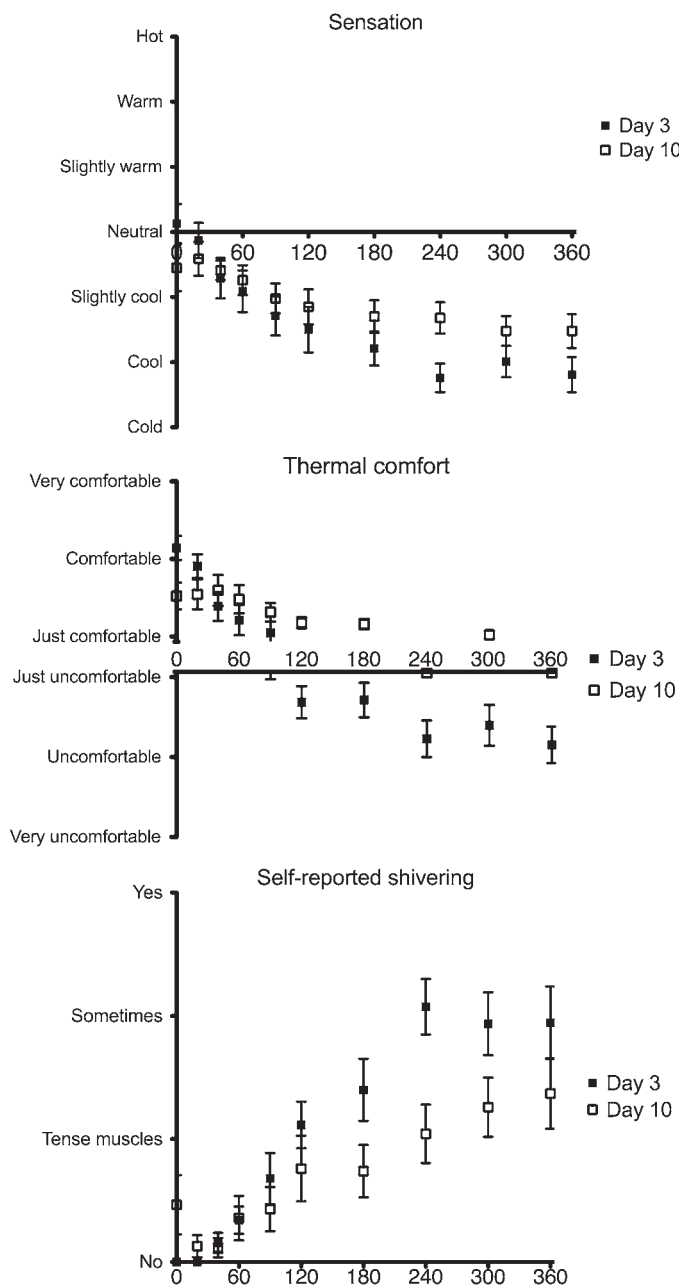 Sensation
Hot
Warm
Slightly warm
Neutral
Slightly cool
Cool
Cold
0 60 120 180 240 300 360
Day 3
Day 10
Thermal comfort
Very comfortable
Comfortable
Just comfortable
Just uncomfortable
Uncomfortable
Very uncomfortable
0 60 120 180 240 300 360
Day 3
Day 10
Self-reported shivering
Yes
Sometimes
Tense muscles
No
0 60 120 180 240 300 360
Day 3
Day 10